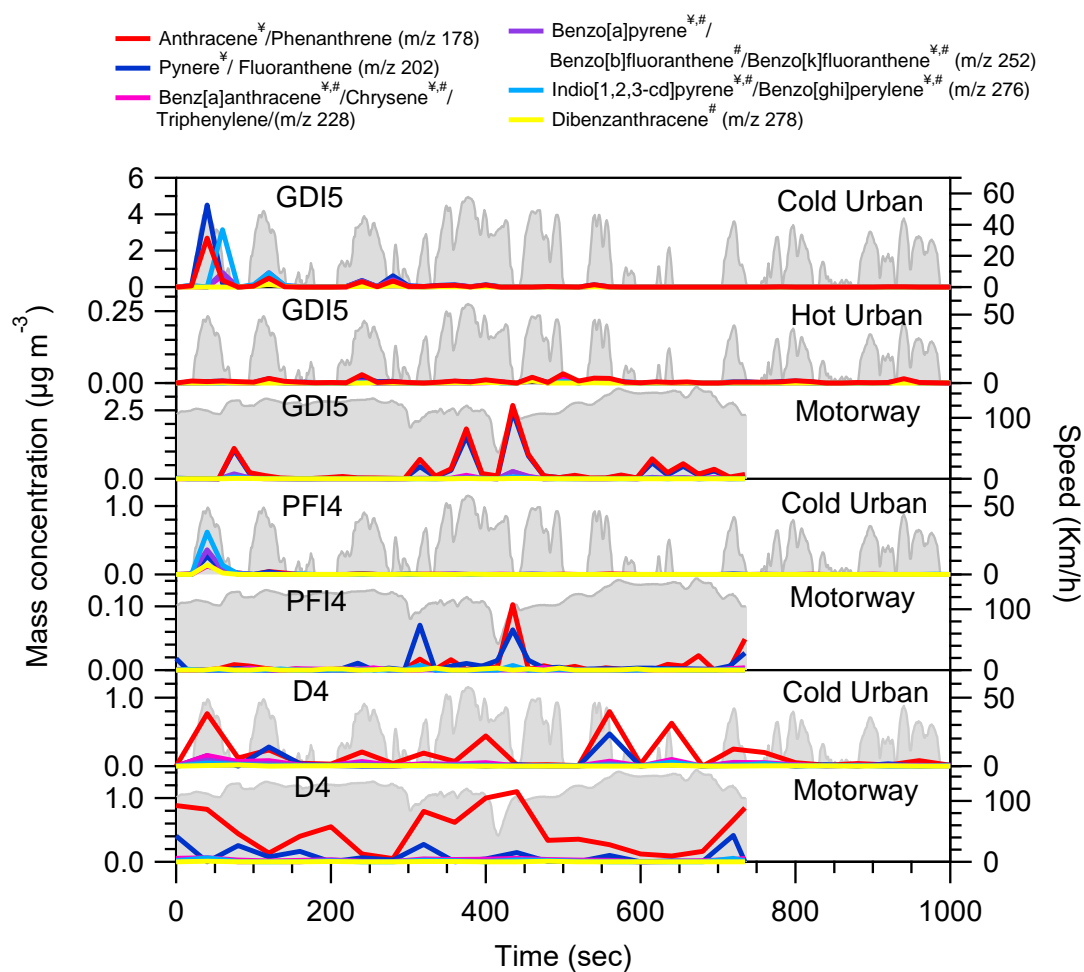 Anthracene¥/Phenanthrene (m/z 178)
Pynere¥/ Fluoranthene (m/z 202)
Benz[a]anthracene¥,#/Chrysene¥,#/
Triphenylene/(m/z 228)
Benzo[a]pyrene¥,#/
Benzo[b]fluoranthene#/Benzo[k]fluoranthene¥,# (m/z 252)
Indio[1,2,3-cd]pyrene¥,#/Benzo[ghi]perylene¥,# (m/z 276)
Dibenzanthracene# (m/z 278)
Mass concentration (µg m-3)
Speed (Km/h)
6
4
2
0
GDI5
Cold Urban
60
40
20
0
0.25
0.00
GDI5
Hot Urban
50
0
2.5
0.0
GDI5
Motorway
100
0
1.0
0.0
PFI4
Cold Urban
50
0
0.10
0.00
PFI4
Motorway
100
0
1.0
0.0
D4
Cold Urban
50
0
1.0
0.0
D4
Motorway
100
0
0 200 400 600 800 1000
Time (sec)